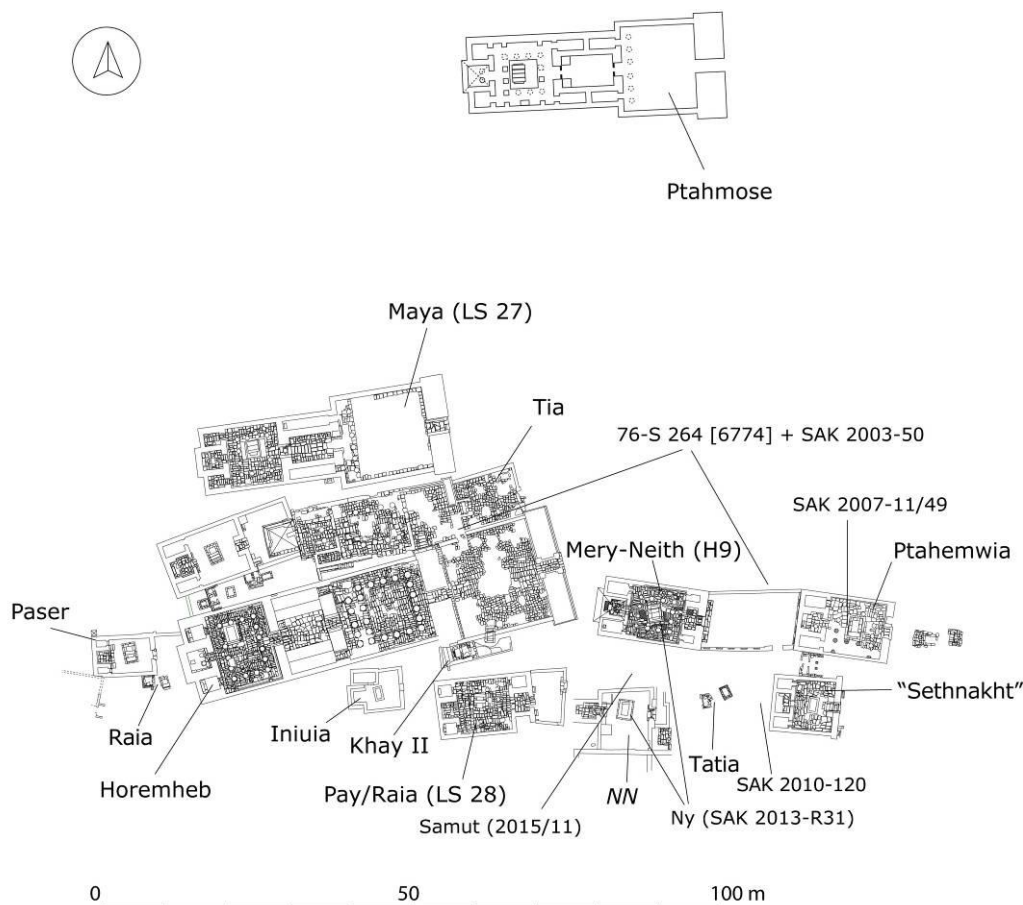 Ptahmose
Maya (LS 27)
Tia
76-S 264 [6774] + SAK 2003-50
SAK 2007-11/49
Mery-Neith (H9)
Ptahemwia
Paser
“Sethnakht”
Raia
Iniuia
Khay II
Horemheb
Tatia
Pay/Raia (LS 28)
NN
SAK 2010-120
Samut (2015/11)
Ny (SAK 2013-R31)
0 50 100 m